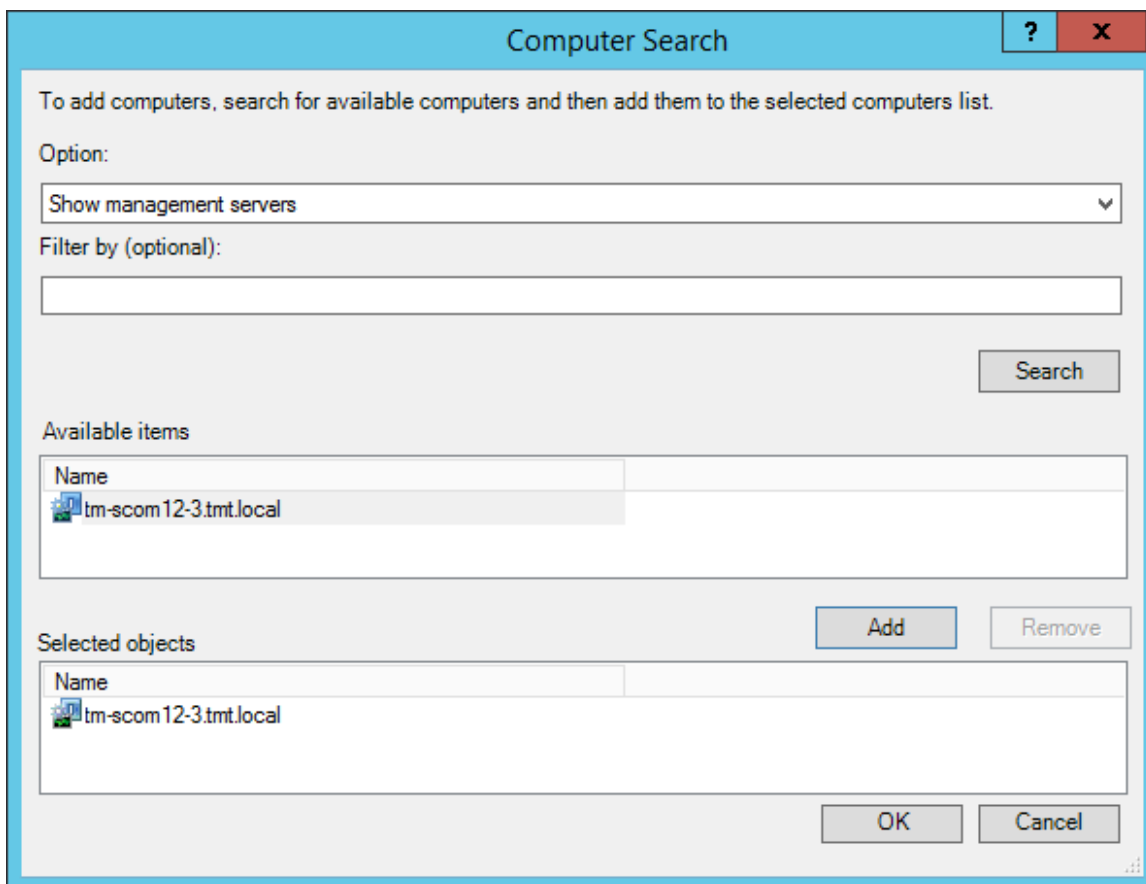 Computer Search
?
x
To add computers, search for available computers and then add them to the selected computers list.
Option:
Show management servers
Filter by (optional):
Search
Available items
Name
tm-scom12-3.tmt.local
Add
Remove
Selected objects
Name
tm-scom12-3.tmt.local
OK
Cancel